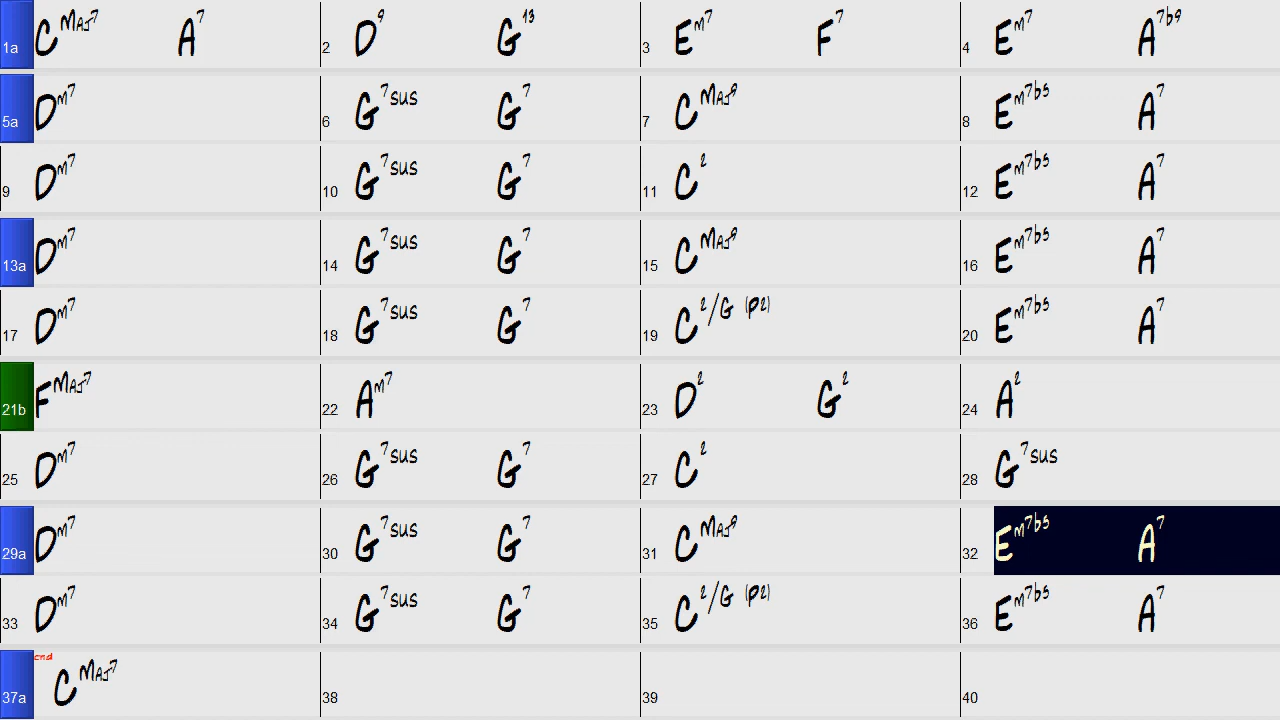 1a CMAJ7 A7 2 D9 G13 3 Em7 F7 4 Em7 A7b9
5a Dm7 6 G7sus G7 7 CMAJ9 8 Em7b5 A7
9 Dm7 10 G7sus G7 11 C2 12 Em7b5 A7
13a Dm7 14 G7sus G7 15 CMAJ9 16 Em7b5 A7
17 Dm7 18 G7sus G7 19 C2/G (P2) 20 Em7b5 A7
21b FMAJ7 22 Am7 23 D2 G2 24 A2
25 Dm7 26 G7sus G7 27 C2 28 G7sus
29a Dm7 30 G7sus G7 31 CMAJ9 32 Em7b5 A7
33 Dm7 34 G7sus G7 35 C2/G (P2) 36 Em7b5 A7
end
37a CMAJ7 38 39 40